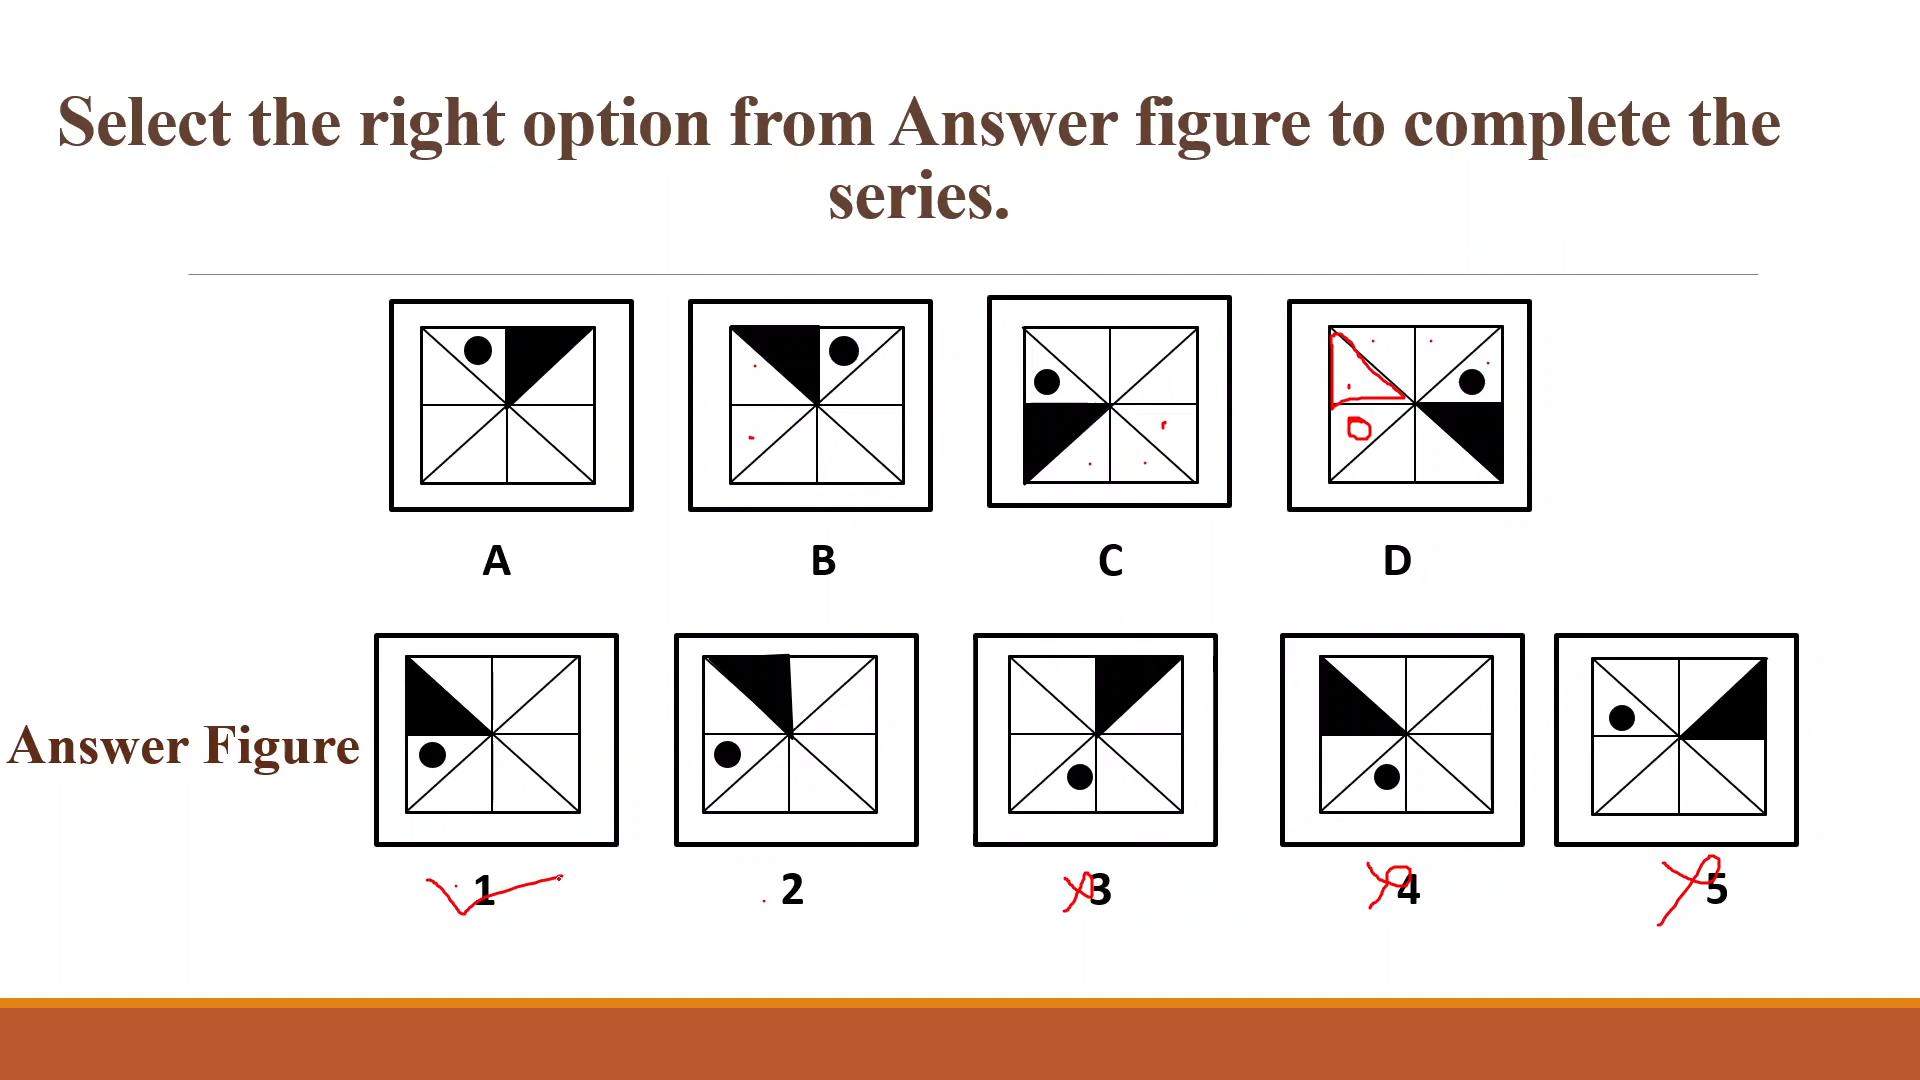 Select the right option from Answer figure to complete the
series.
A B C D
Answer Figure
1 2 3 4 5